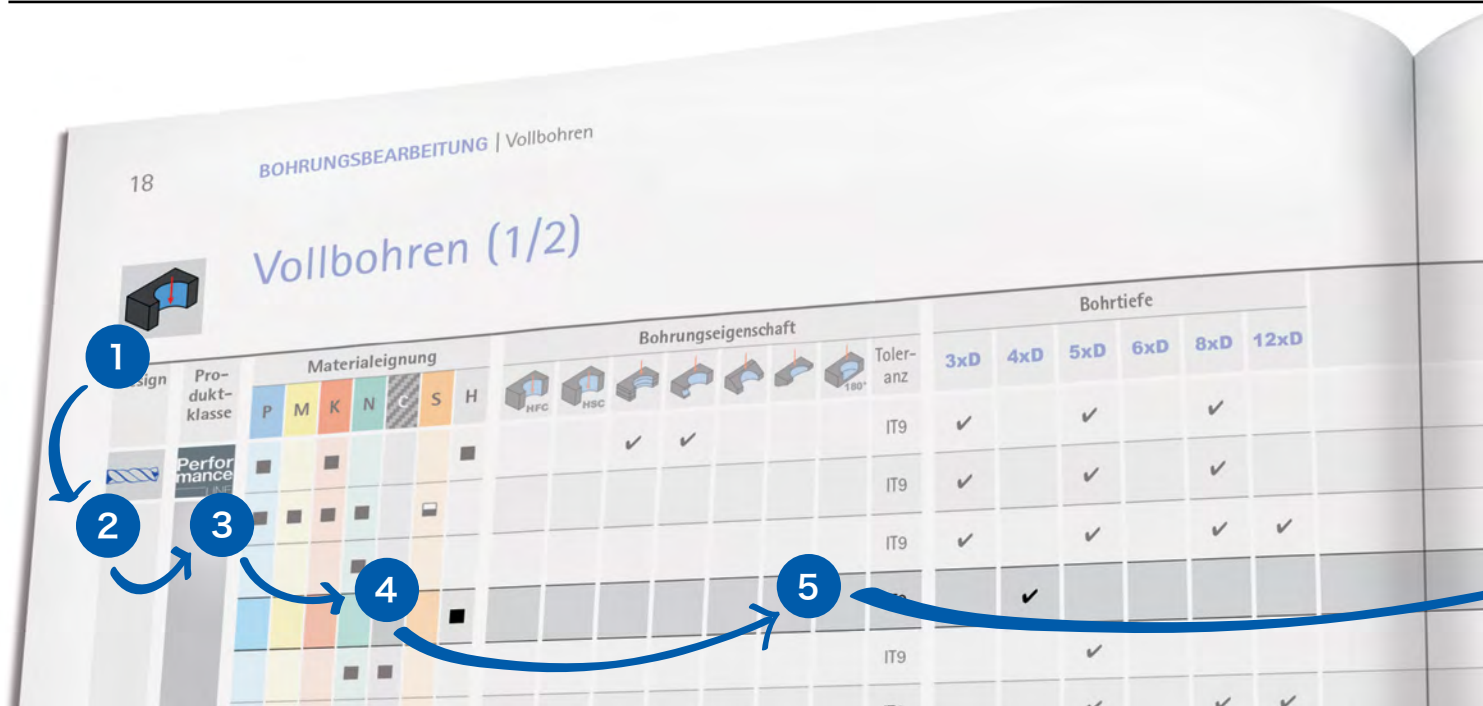 18
BOHRUNGSBEARBEITUNG | Vollbohren
Vollbohren (1/2)
1
Pro-
dukt-
klasse
Materialeignung
P M K N C S H
Bohrungseigenschaft
HFC HSC 180°
Toler-
anz
Bohrtiefe
3xD 4xD 5xD 6xD 8xD 12xD
Perfor
mance
LINE
✔ ✔ IT9 ✔ ✔ ✔
IT9 ✔ ✔ ✔
2 3
IT9 ✔ ✔ ✔ ✔
4 5
✔
IT9 ✔
✔ ✔ ✔